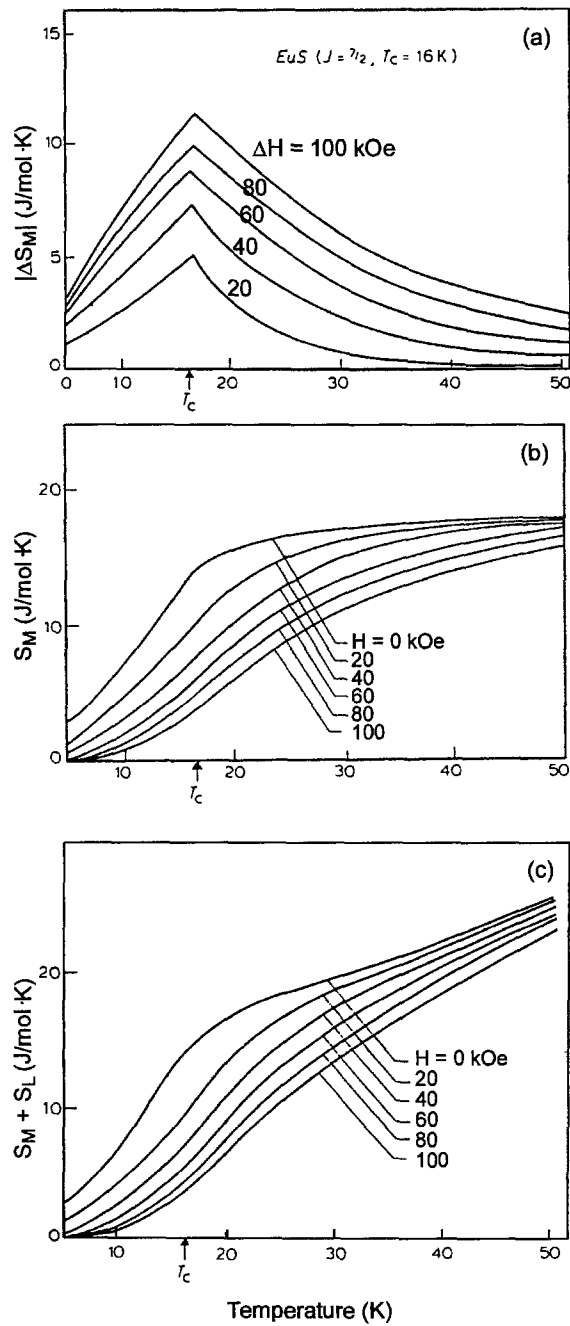 (a)
EuS (J = 7/2, Tc = 16 K)
15
ΔH = 100 kOe
10
80
60
40
5
20
0
|ΔSM| (J/mol·K)
0 10 20 30 40 50
Tc
(b)
20
SM (J/mol·K)
10
H = 0 kOe
20
40
60
80
100
0
10 20 30 40 50
Tc
(c)
20
SM + SL (J/mol·K)
H = 0 kOe
20
40
60
80
100
10
0
10 20 30 40 50
Tc
Temperature (K)